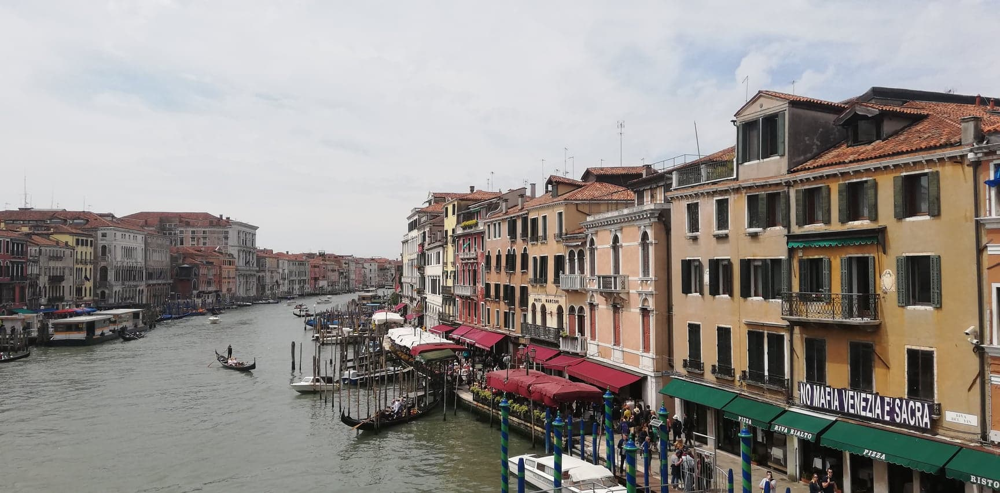 HOTEL MARCONI
NO MAFIA VENEZIA E' SACRA
RIVA
DEL VIN
PIZZA
RIVA RIALTO
PIZZA
RISTO